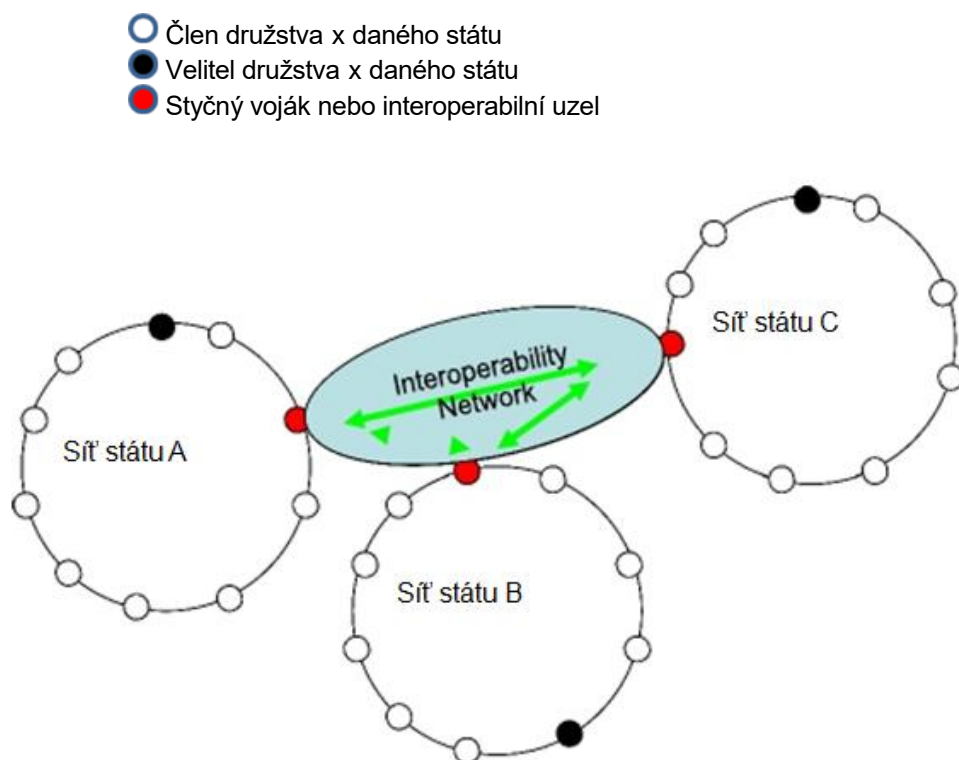 Člen družstva x daného státu
Velitel družstva x daného státu
Styčný voják nebo interoperabilní uzel
Síť státu C
Interoperability
Network
Síť státu A
Síť státu B